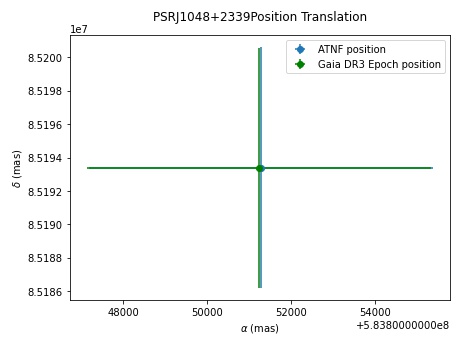 PSRJ1048+2339Position Translation
1e7
ATNF position
Gaia DR3 Epoch position
8.5200
8.5198
8.5196
8.5194
8.5192
8.5190
8.5188
8.5186
δ (mas)
48000
50000
52000
54000
+5.8380000000e8
α (mas)